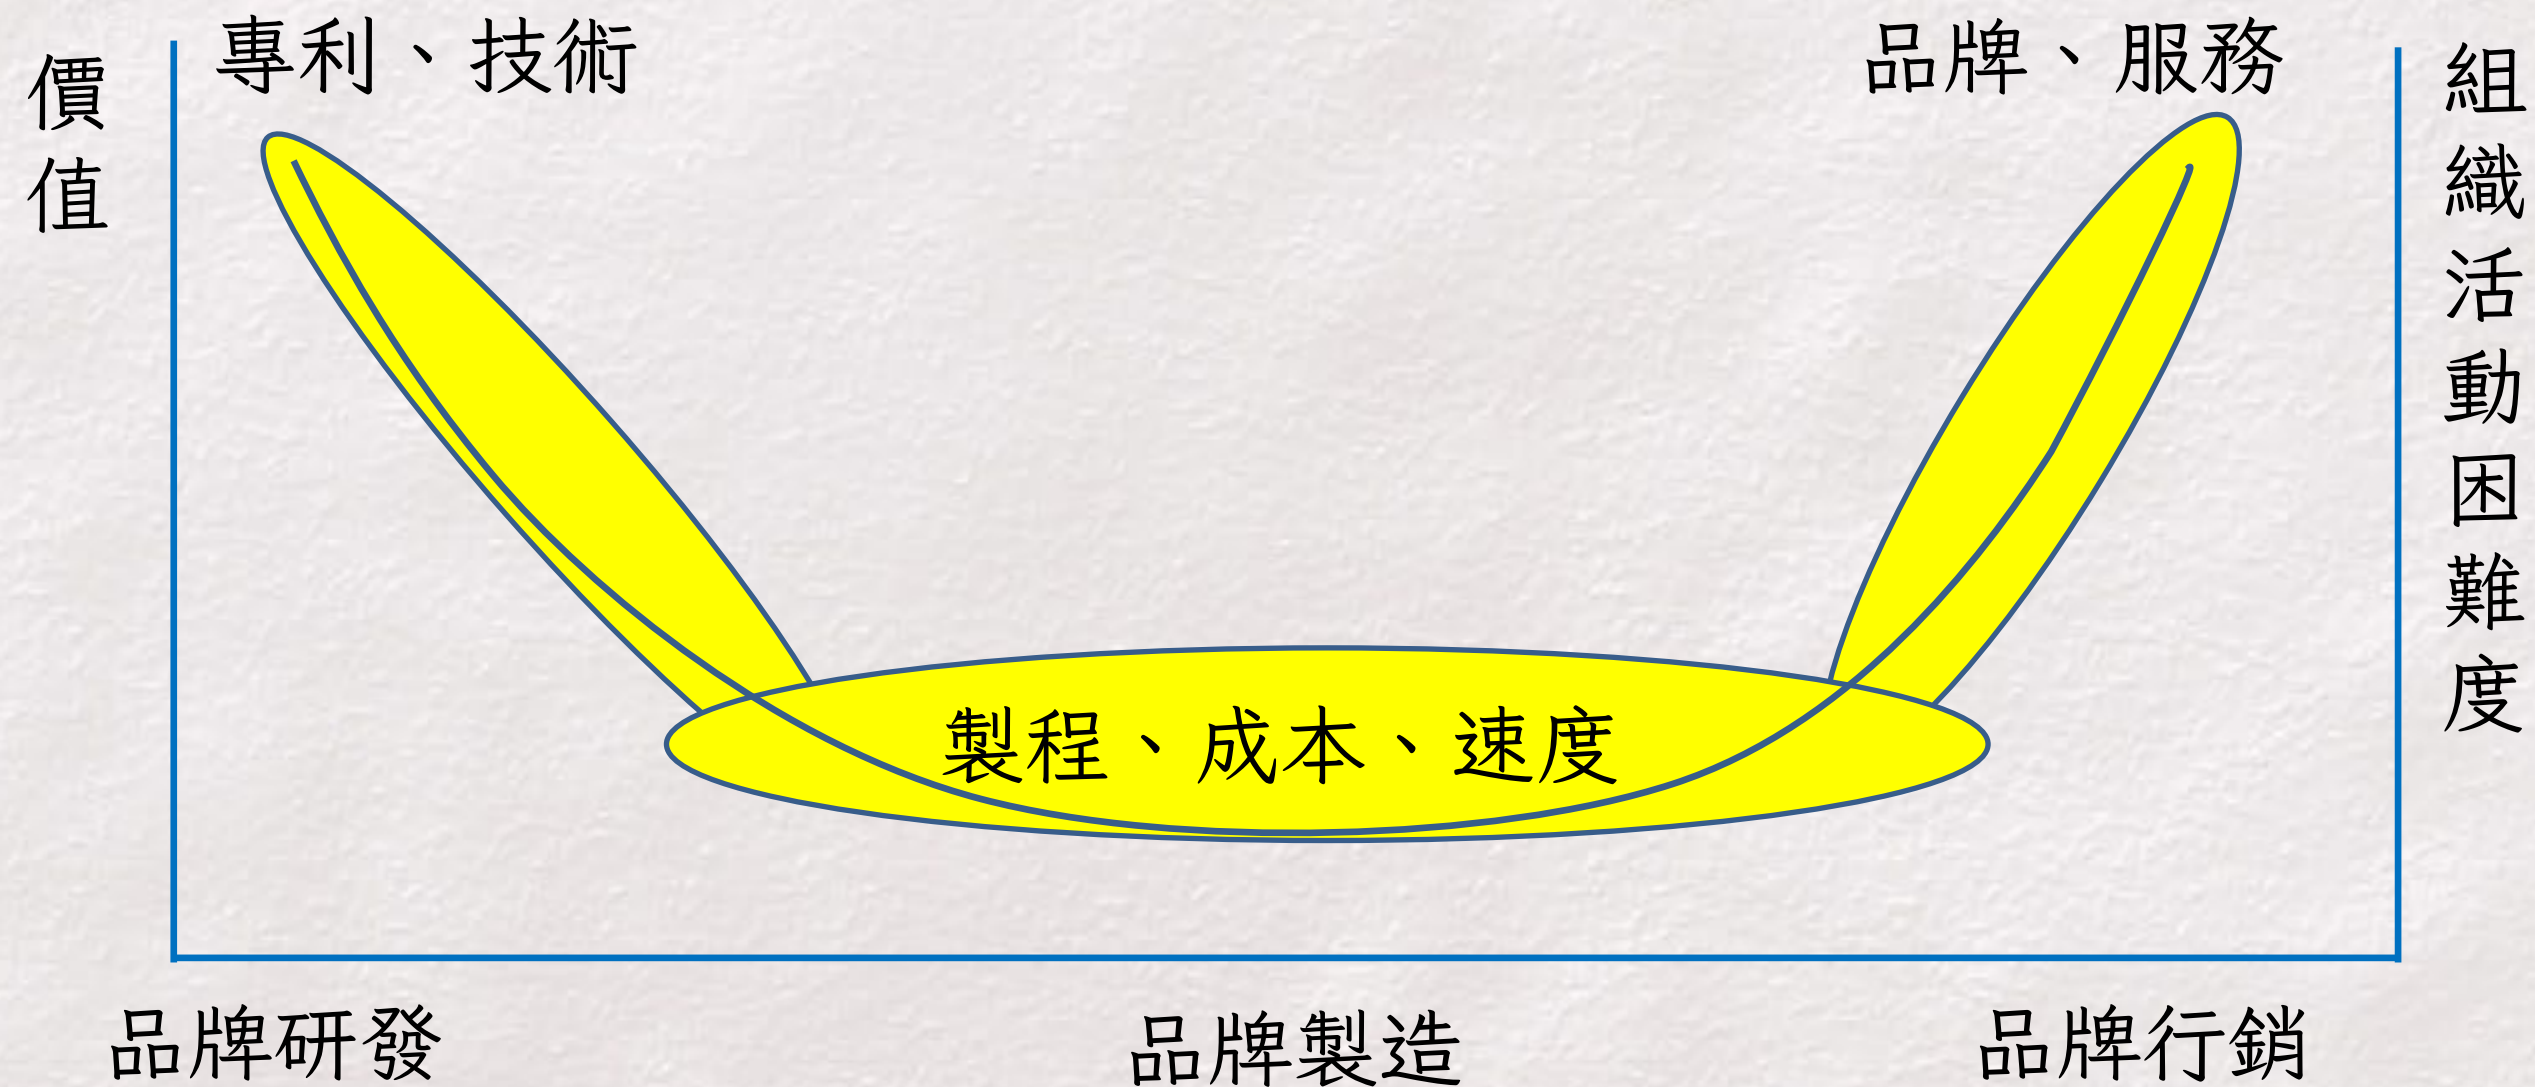 專利、技術
品牌、服務
價值
組織活動困難度
製程、成本、速度
品牌研發
品牌製造
品牌行銷